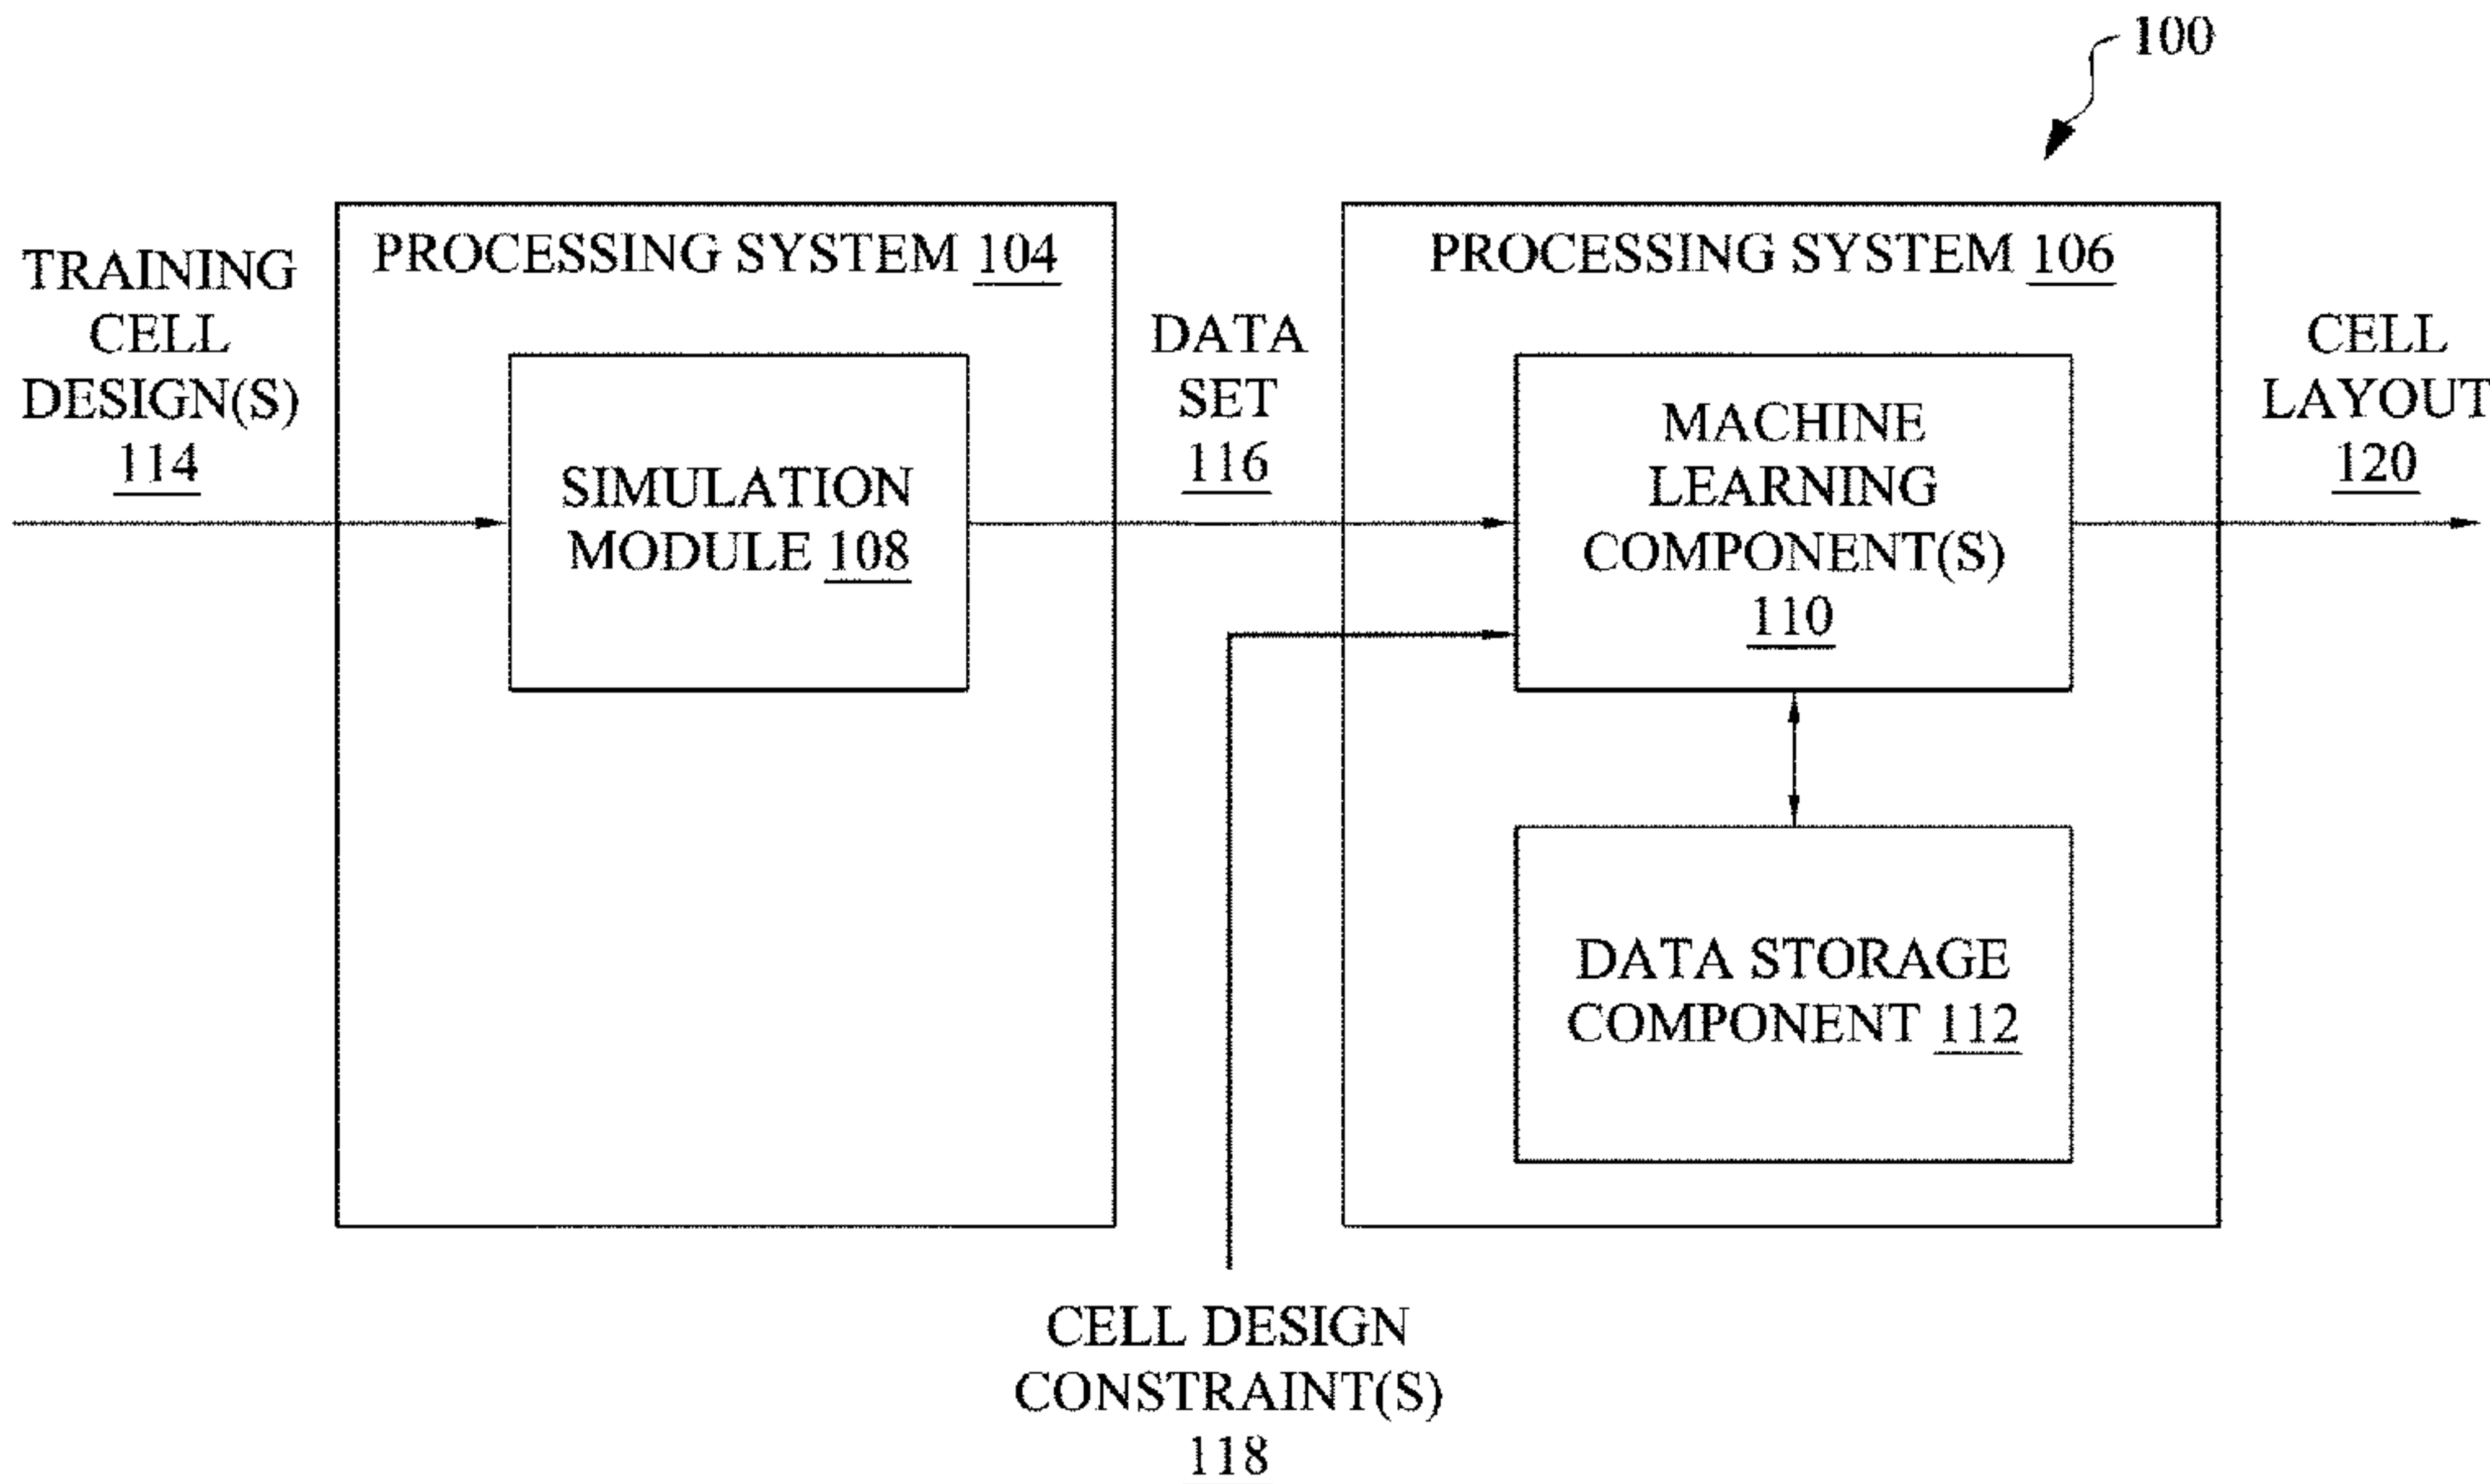 100
TRAINING
CELL
DESIGN(S)
114
PROCESSING SYSTEM 104
SIMULATION
MODULE 108
DATA
SET
116
PROCESSING SYSTEM 106
MACHINE
LEARNING
COMPONENT(S)
110
DATA STORAGE
COMPONENT 112
CELL
LAYOUT
120
CELL DESIGN
CONSTRAINT(S)
118